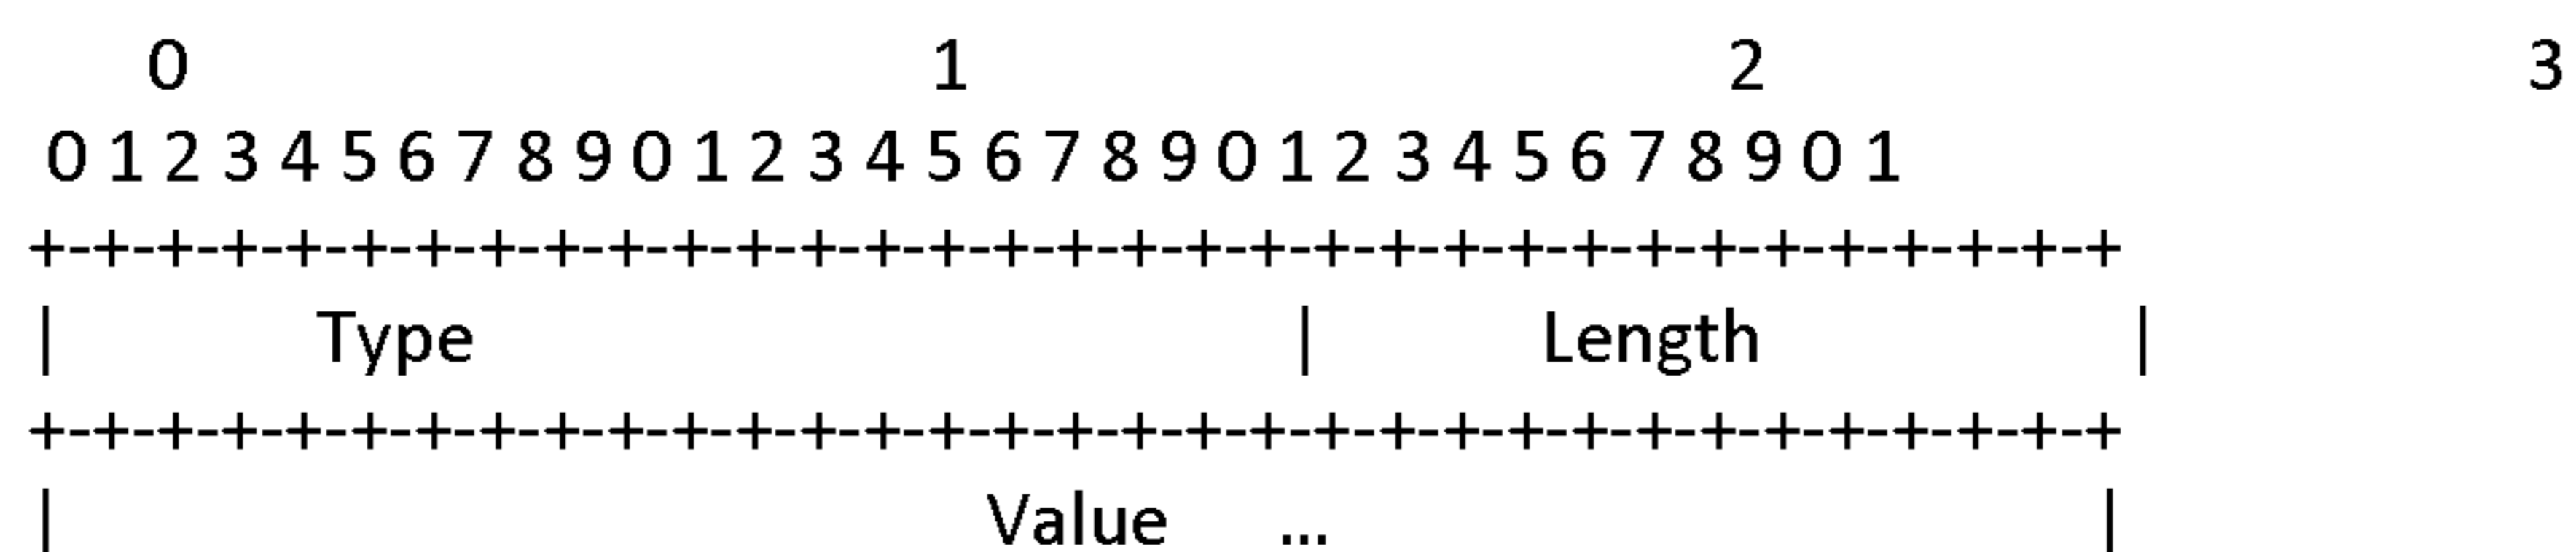 0 1 2 3
0 1 2 3 4 5 6 7 8 9 0 1 2 3 4 5 6 7 8 9 0 1 2 3 4 5 6 7 8 9 0 1
+-+-+-+-+-+-+-+-+-+-+-+-+-+-+-+-+-+-+-+-+-+-+-+-+-+-+-+-+-+-+-+-+
| Type | Length |
+-+-+-+-+-+-+-+-+-+-+-+-+-+-+-+-+-+-+-+-+-+-+-+-+-+-+-+-+-+-+-+-+
| Value ... |